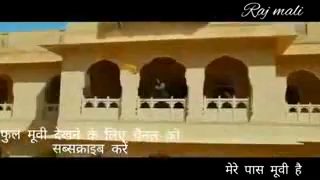 Raj mali
फुल मूवी देखने के लिए चैनल को
सब्सक्राइब करें
मेरे पास मूवी है